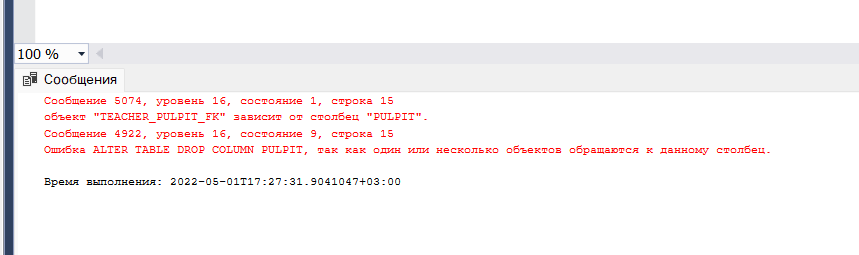 100 %
Сообщения
Сообщение 5074, уровень 16, состояние 1, строка 15
объект "TEACHER_PULPIT_FK" зависит от столбец "PULPIT".
Сообщение 4922, уровень 16, состояние 9, строка 15
Ошибка ALTER TABLE DROP COLUMN PULPIT, так как один или несколько объектов обращаются к данному столбец.
Время выполнения: 2022-05-01T17:27:31.9041047+03:00